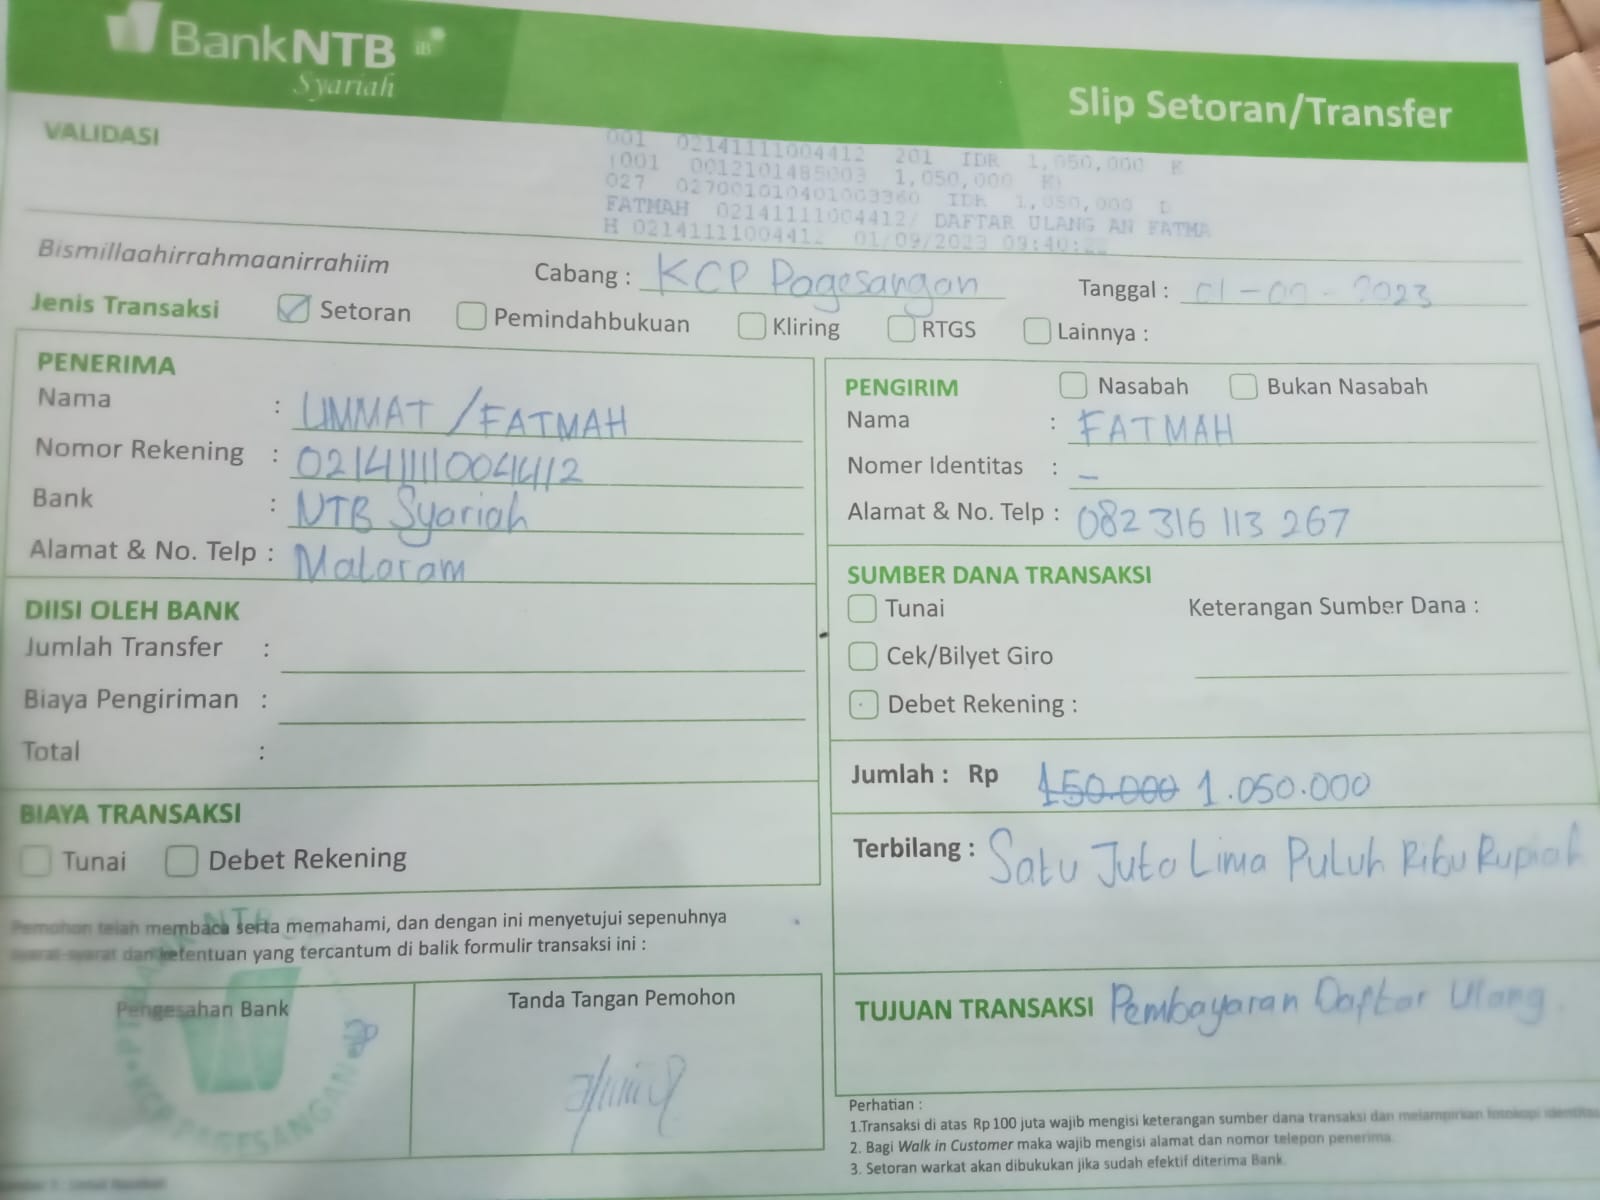 BankNTB iB
Syariah
Slip Setoran/Transfer
VALIDASI
001 02141111004412 201 IDR 1,050,000 K
(001 0012101485003 1,050,000 K)
027 027001010401003360 IDR 1,050,000 D
FATMAH 02141111004412/ DAFTAR ULANG AN FATMA
H 02141111004412 01/09/2023 09:40:
Bismillaahirrahmaanirrahiim
Cabang : KCP Pagesangan
Tanggal : 01-09-2023
Jenis Transaksi Setoran Pemindahbukuan Kliring RTGS Lainnya :
PENERIMA
Nama : UMMAT / FATMAH
Nomor Rekening : 02141111004412
Bank : NTB Syariah
Alamat & No. Telp : Mataram
DIISI OLEH BANK
Jumlah Transfer :
Biaya Pengiriman :
Total :
BIAYA TRANSAKSI
Tunai Debet Rekening
Pemohon telah membaca serta memahami, dan dengan ini menyetujui sepenuhnya
syarat-syarat dan ketentuan yang tercantum di balik formulir transaksi ini :
Pengesahan Bank
PT BANK NTB
KCP PAGESANGAN
Tanda Tangan Pemohon
PENGIRIM Nasabah Bukan Nasabah
Nama : FATMAH
Nomer Identitas : –
Alamat & No. Telp : 082 316 113 267
SUMBER DANA TRANSAKSI
Tunai Keterangan Sumber Dana :
Cek/Bilyet Giro
Debet Rekening :
Jumlah : Rp 150.000 1.050.000
Terbilang : Satu Juta Lima Puluh Ribu Rupiah
TUJUAN TRANSAKSI Pembayaran Daftar Ulang
Perhatian :
1.Transaksi di atas Rp100 juta wajib mengisi keterangan sumber dana transaksi dan melampirkan fotokopi identitas
2. Bagi Walk in Customer maka wajib mengisi alamat dan nomor telepon penerima.
3. Setoran warkat akan dibukukan jika sudah efektif diterima Bank.